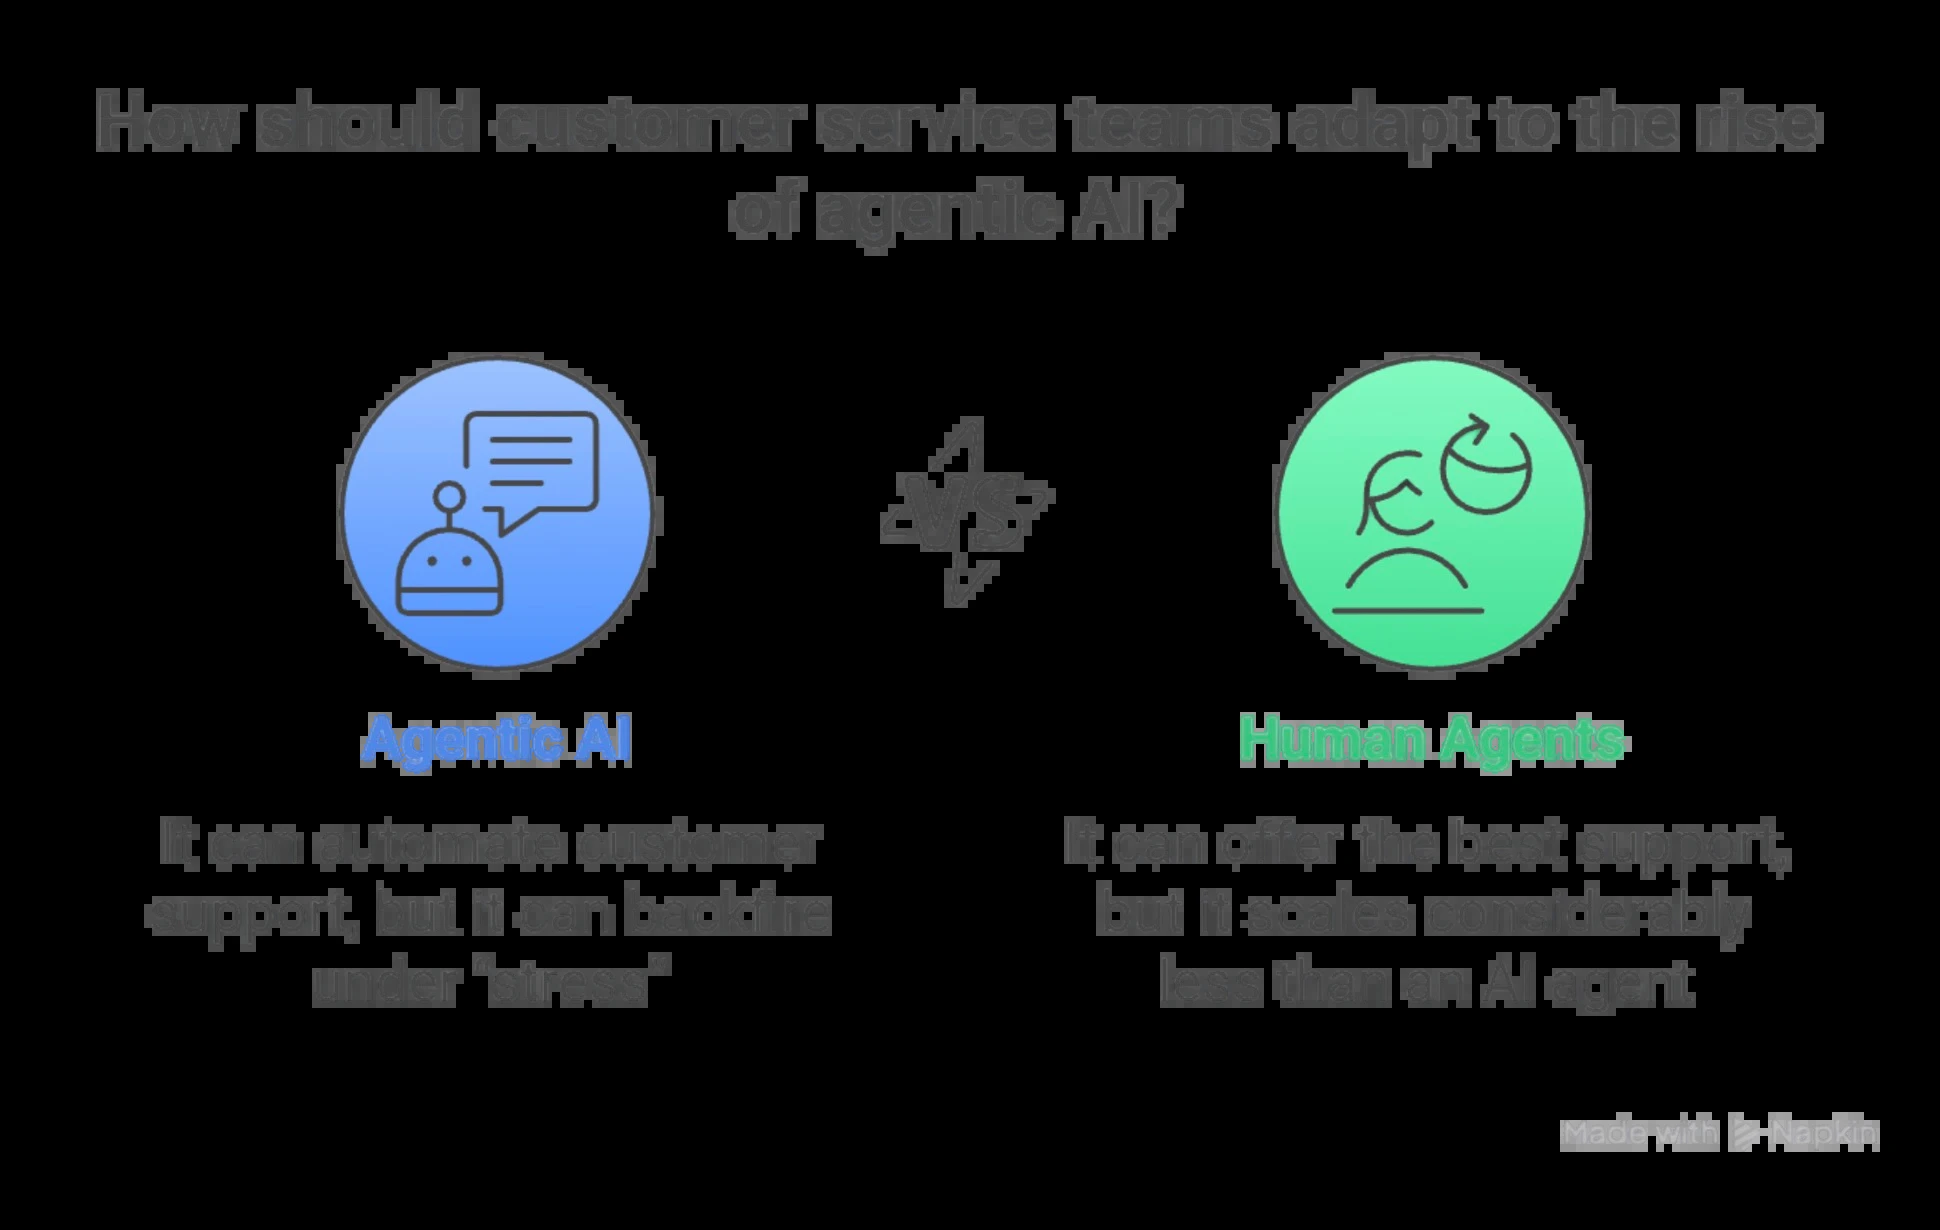 How should customer service teams adapt to the rise
of agentic AI?
VS
Agentic AI
Human Agents
It can automate customer
support, but it can backfire
under "stress"
It can offer the best support,
but it scales considerably
less than an AI agent
Made with Napkin